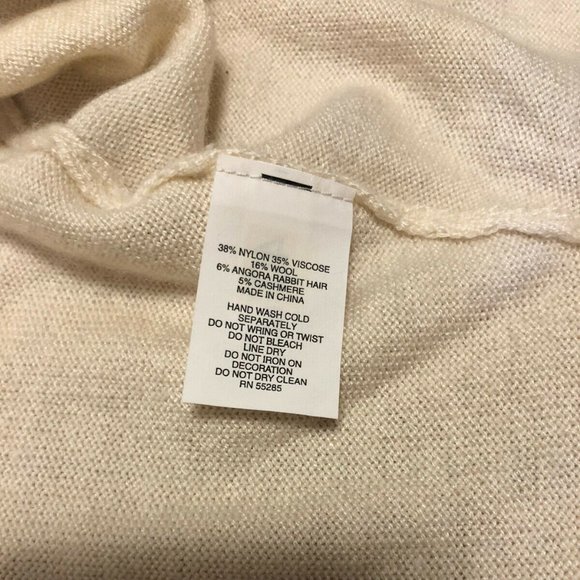 38% NYLON 35% VISCOSE
16% WOOL
6% ANGORA RABBIT HAIR
5% CASHMERE
MADE IN CHINA
HAND WASH COLD
SEPARATELY
DO NOT WRING OR TWIST
DO NOT BLEACH
LINE DRY
DO NOT IRON ON
DECORATION
DO NOT DRY CLEAN
RN 55285